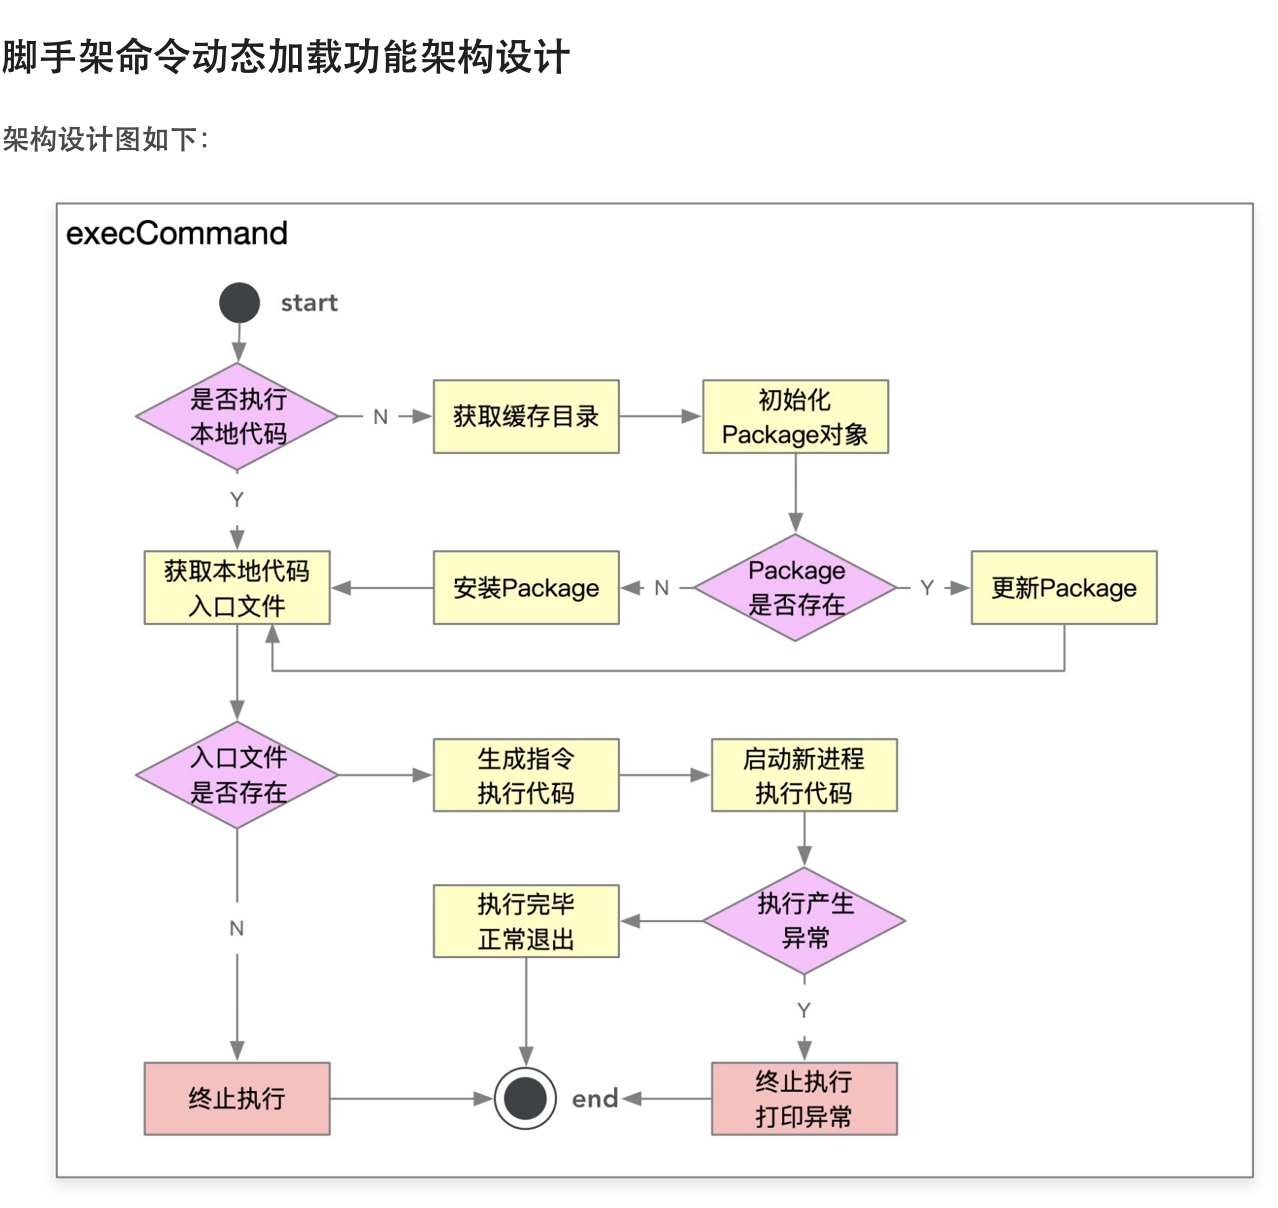 脚手架命令动态加载功能架构设计
架构设计图如下：
execCommand
start
是否执行
本地代码
N
获取缓存目录
初始化
Package对象
Y
获取本地代码
入口文件
安装Package
N
Package
是否存在
Y
更新Package
入口文件
是否存在
生成指令
执行代码
启动新进程
执行代码
N
执行完毕
正常退出
执行产生
异常
Y
终止执行
end
终止执行
打印异常